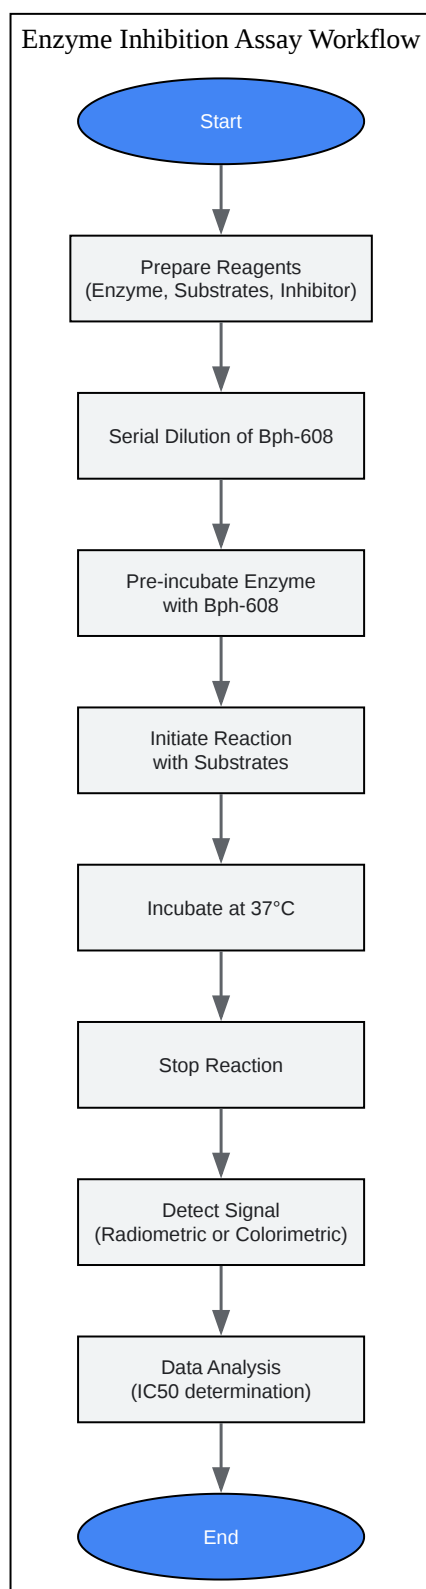 Enzyme Inhibition Assay Workflow
Start
Prepare Reagents
(Enzyme, Substrates, Inhibitor)
Serial Dilution of Bph-608
Pre-incubate Enzyme
with Bph-608
Initiate Reaction
with Substrates
Incubate at 37°C
Stop Reaction
Detect Signal
(Radiometric or Colorimetric)
Data Analysis
(IC50 determination)
End